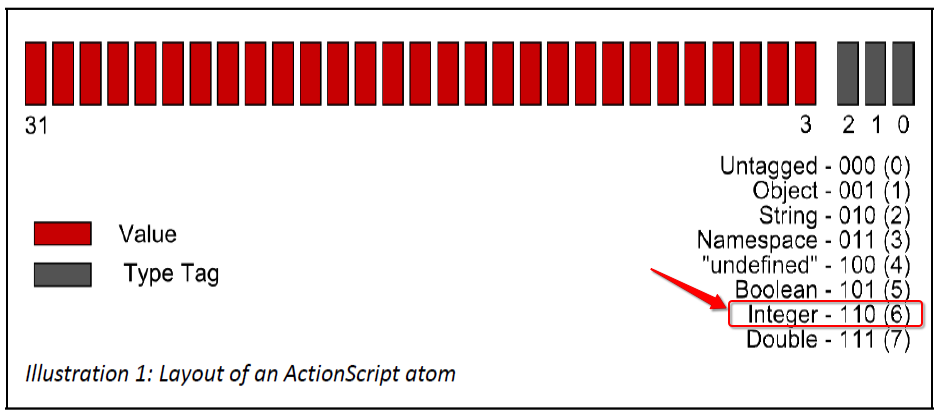 31 3 2 1 0
Untagged - 000 (0)
Object - 001 (1)
String - 010 (2)
Namespace - 011 (3)
"undefined" - 100 (4)
Boolean - 101 (5)
Integer - 110 (6)
Double - 111 (7)
Value
Type Tag
Illustration 1: Layout of an ActionScript atom